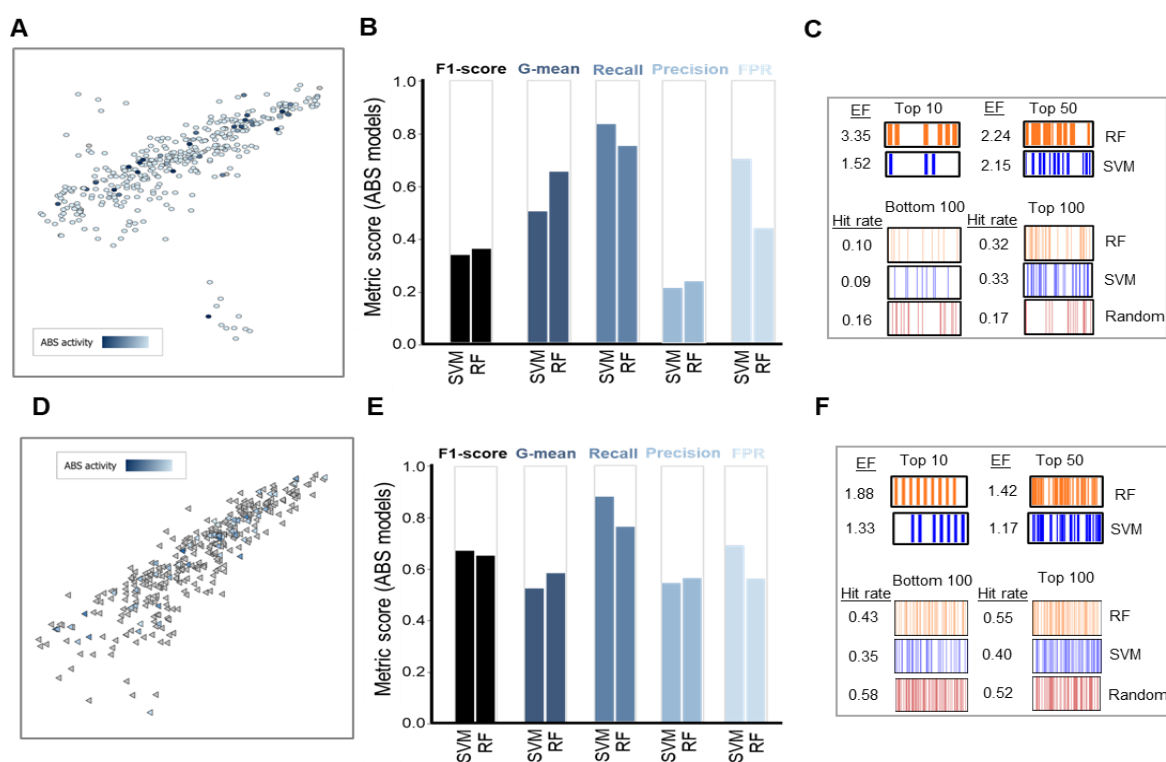 A
ABS activity
B
F1-score G-mean Recall Precision FPR
Metric score (ABS models)
1.0
0.8
0.6
0.4
0.2
0.0
SVM RF SVM RF SVM RF SVM RF SVM RF
C
EF Top 10 EF Top 50
3.35 2.24 RF
1.52 2.15 SVM
Hit rate Bottom 100 Hit rate Top 100
0.10 0.32 RF
0.09 0.33 SVM
0.16 0.17 Random
D
ABS activity
E
F1-score G-mean Recall Precision FPR
Metric score (ABS models)
1.0
0.8
0.6
0.4
0.2
0.0
SVM RF SVM RF SVM RF SVM RF SVM RF
F
EF Top 10 EF Top 50
1.88 1.42 RF
1.33 1.17 SVM
Hit rate Bottom 100 Hit rate Top 100
0.43 0.55 RF
0.35 0.40 SVM
0.58 0.52 Random